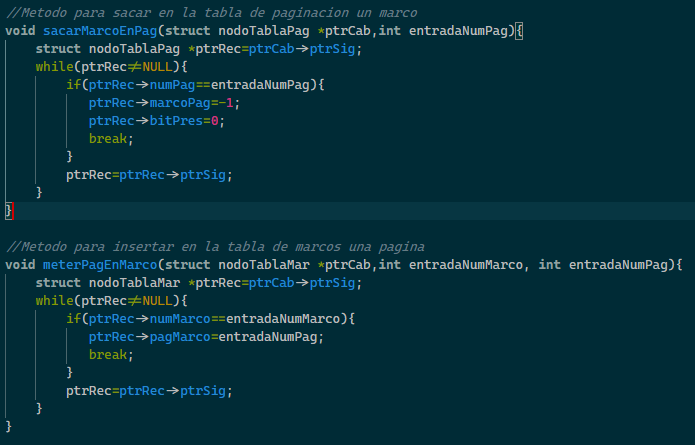 //Metodo para sacar en la tabla de paginacion un marco
void sacarMarcoEnPag(struct nodoTablaPag *ptrCab,int entradaNumPag){
    struct nodoTablaPag *ptrRec=ptrCab->ptrSig;
    while(ptrRec!=NULL){
        if(ptrRec->numPag==entradaNumPag){
           ptrRec->marcoPag=-1;
           ptrRec->bitPres=0;
           break;
        }
        ptrRec=ptrRec->ptrSig;
    }
}

//Metodo para insertar en la tabla de marcos una pagina
void meterPagEnMarco(struct nodoTablaMar *ptrCab,int entradaNumMarco, int entradaNumPag){
    struct nodoTablaMar *ptrRec=ptrCab->ptrSig;
    while(ptrRec!=NULL){
        if(ptrRec->numMarco==entradaNumMarco){
           ptrRec->pagMarco=entradaNumPag;
           break;
        }
        ptrRec=ptrRec->ptrSig;
    }
}